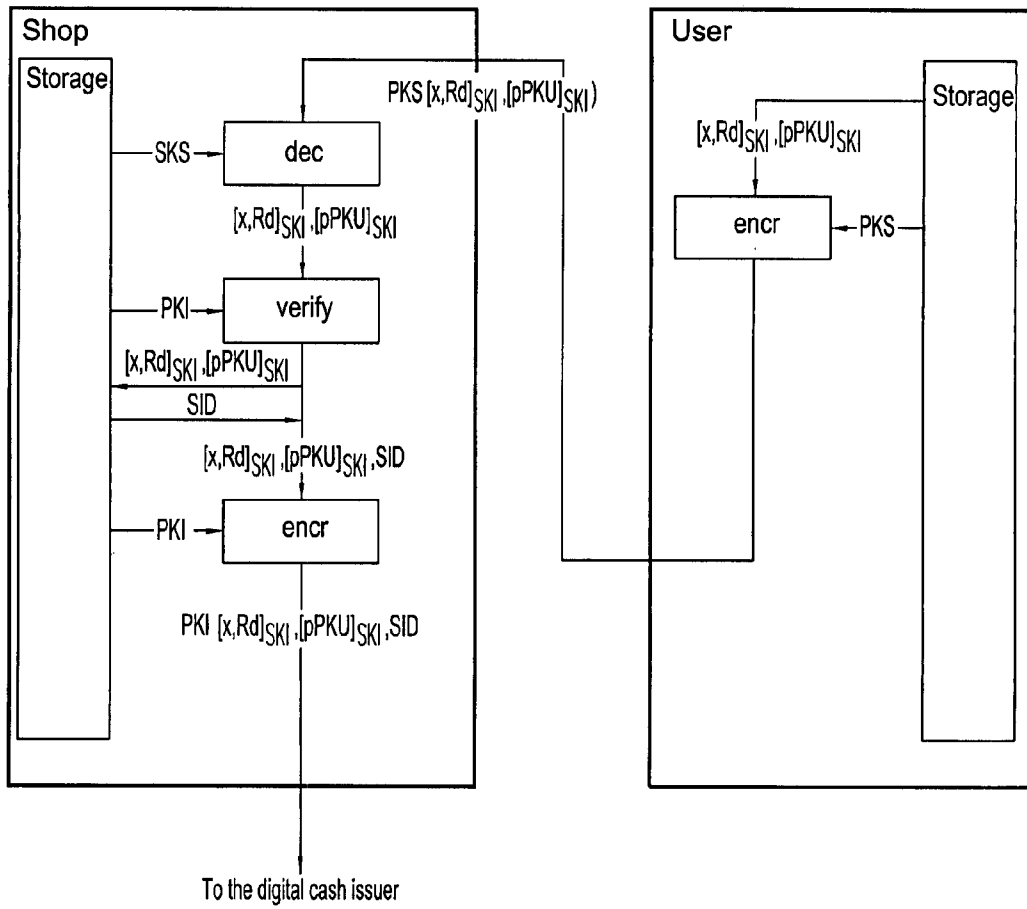 Shop
Storage
PKS [x,Rd]SKI ,[pPKU]SKI )
SKS
dec
[x,Rd]SKI ,[pPKU]SKI
PKI
verify
[x,Rd]SKI ,[pPKU]SKI
SID
[x,Rd]SKI ,[pPKU]SKI ,SID
PKI
encr
PKI [x,Rd]SKI ,[pPKU]SKI ,SID
To the digital cash issuer
User
Storage
[x,Rd]SKI ,[pPKU]SKI
encr
PKS